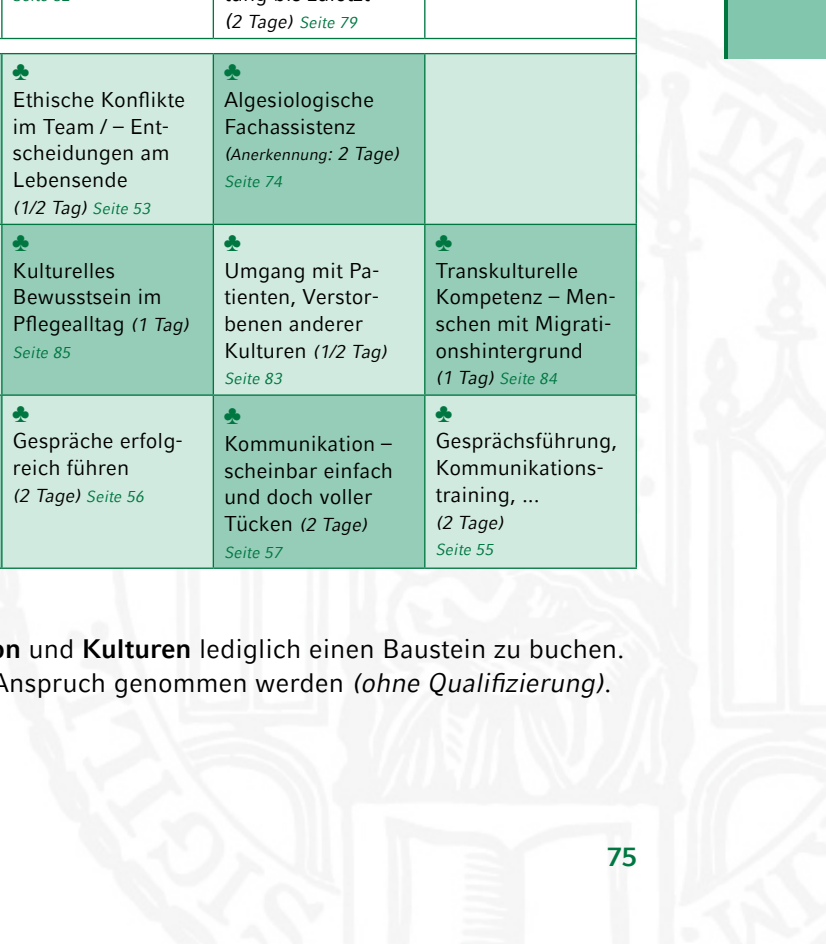 (2 Tage) Seite 79
♣
Ethische Konflikte
im Team / – Ent-
scheidungen am
Lebensende
(1/2 Tag) Seite 53
♣
Algesiologische
Fachassistenz
(Anerkennung: 2 Tage)
Seite 74
♣
Kulturelles
Bewusstsein im
Pflegealltag (1 Tag)
Seite 85
♣
Umgang mit Pa-
tienten, Verstor-
benen anderer
Kulturen (1/2 Tag)
Seite 83
♣
Transkulturelle
Kompetenz – Men-
schen mit Migrati-
onshintergrund
(1 Tag) Seite 84
♣
Gespräche erfolg-
reich führen
(2 Tage) Seite 56
♣
Kommunikation –
scheinbar einfach
und doch voller
Tücken (2 Tage)
Seite 57
♣
Gesprächsführung,
Kommunikations-
training, ...
(2 Tage)
Seite 55
on und Kulturen lediglich einen Baustein zu buchen.
Anspruch genommen werden (ohne Qualifizierung).
75